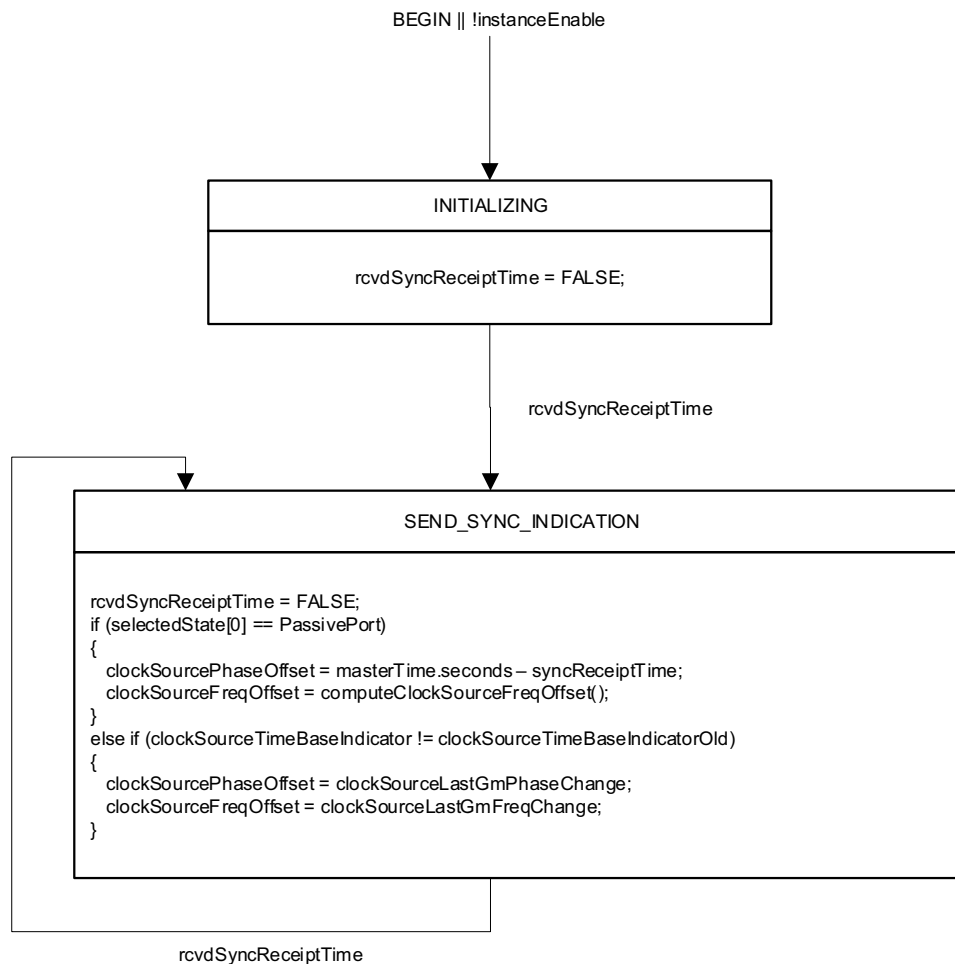 BEGIN || !instanceEnable
INITIALIZING
rcvdSyncReceiptTime = FALSE;
rcvdSyncReceiptTime
SEND_SYNC_INDICATION
rcvdSyncReceiptTime = FALSE;
if (selectedState[0] == PassivePort)
{
clockSourcePhaseOffset = masterTime.seconds – syncReceiptTime;
clockSourceFreqOffset = computeClockSourceFreqOffset();
}
else if (clockSourceTimeBaseIndicator != clockSourceTimeBaseIndicatorOld)
{
clockSourcePhaseOffset = clockSourceLastGmPhaseChange;
clockSourceFreqOffset = clockSourceLastGmFreqChange;
}
rcvdSyncReceiptTime